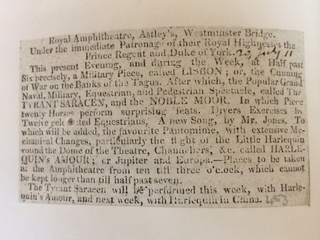 Royal Amphitheatre, Astley's, Westminster Bridge.
Under the immediate Patronage of their Royal Highnesses the
Prince Regent and Duke of York.
This present Evening, and during the Week, at Half past
Six precisely, a Military Piece, called LISBON; or, the Cunning
of War on the Banks of the Tagus. After which, the Popular Grand
Naval, Military, Equestrian, and Pedestrian Spectacle, called The
TYRANT SARACEN, and the NOBLE MOOR. In which Piece
twenty Horses perform surprising feats. Divers Exercises by
Twelve Equestrians, A new Song, by Mr. Jones. To
which will be added, the favourite Pantomime, with extensive Me-
chanical Changes, particularly the flight of the Little Harlequin
round the Dome of the Theatre, Chandeliers, &c. called HARLE-
QUIN's AMOUR; or Jupiter and Europa.—Places to be taken
at the Amphitheatre from ten till three o'clock, which cannot
be kept longer than till half past seven.
The Tyrant Saracen will be performed this week, with Harle-
quin's Amour, and next week, with Harlequin in China.